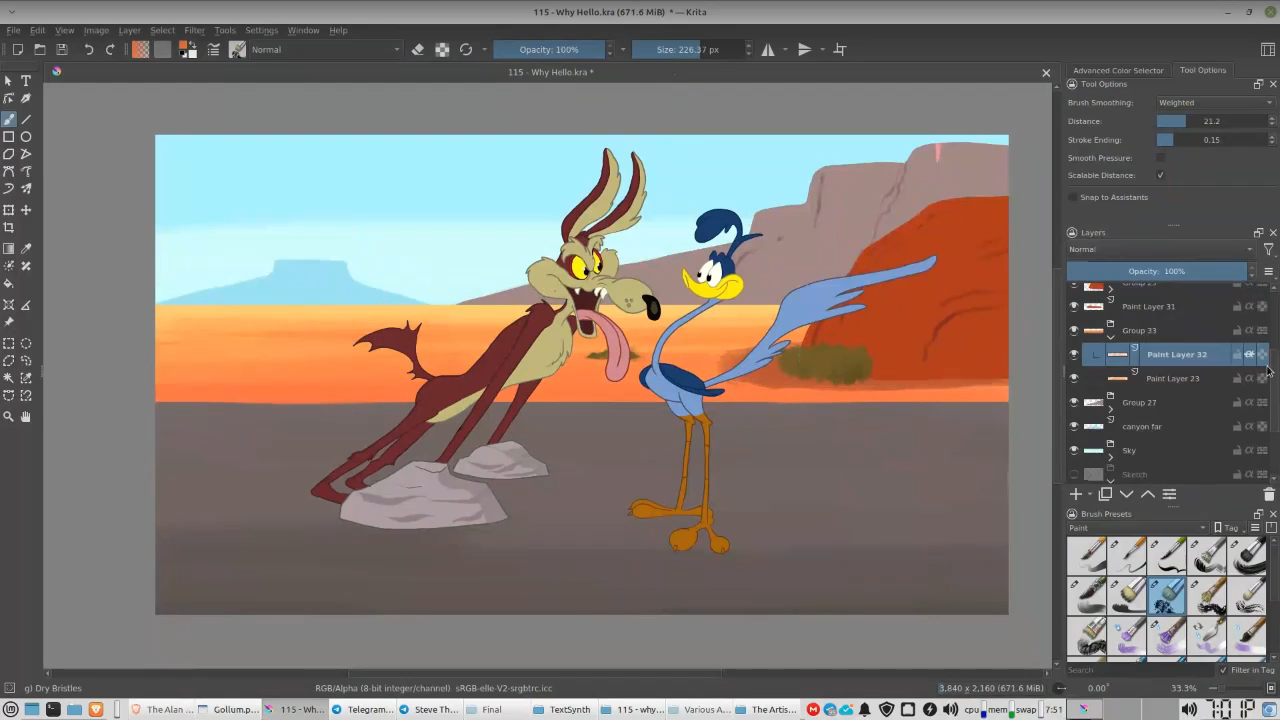 115 - Why Hello.kra (671.6 MiB) * — Krita
File Edit View Image Layer Select Filter Tools Settings Window Help
Normal Opacity: 100% Size: 226.37 px
115 - Why Hello.kra *
Advanced Color Selector Tool Options
Tool Options
Brush Smoothing: Weighted
Distance: 21.2
Stroke Ending: 0.15
Smooth Pressure:
Scalable Distance:
Snap to Assistants
Layers
Normal
Opacity: 100%
Paint Layer 31
Group 33
Paint Layer 32
Paint Layer 23
Group 27
canyon far
Sky
Sketch
Brush Presets
Paint Tag
Search Filter in Tag
g) Dry Bristles RGB/Alpha (8-bit integer/channel) sRGB-elle-V2-srgbtrc.icc 3,840 x 2,160 (671.6 MiB) 0.00° 33.3%
The Alan ... Gollum.p... 115 - Wh... Telegram... Steve Th... Final TextSynth 115 - why... Various A... The Artis... cpu mem swap 7:51